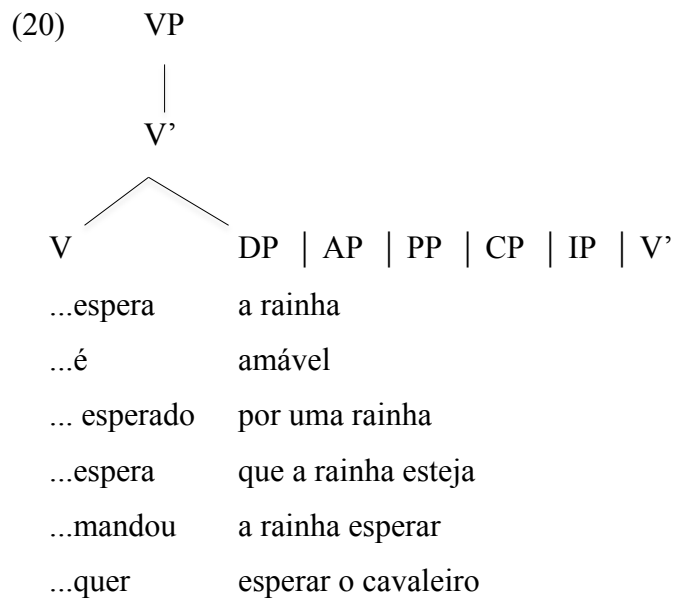 (20) VP
V’
V DP | AP | PP | CP | IP | V’
...espera a rainha
...é amável
... esperado por uma rainha
...espera que a rainha esteja
...mandou a rainha esperar
...quer esperar o cavaleiro